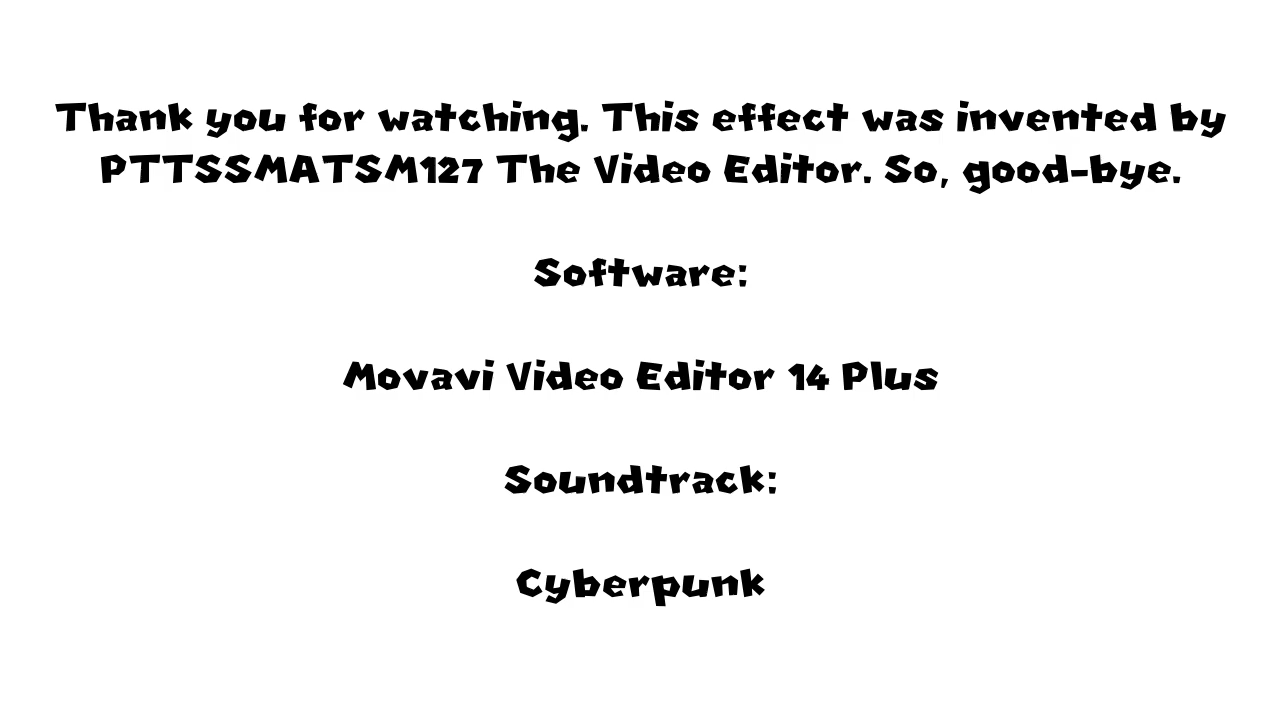 Thank you for watching. This effect was invented by
PTTSSMATSM127 The Video Editor. So, good-bye.
Software:
Movavi Video Editor 14 Plus
Soundtrack:
Cyberpunk